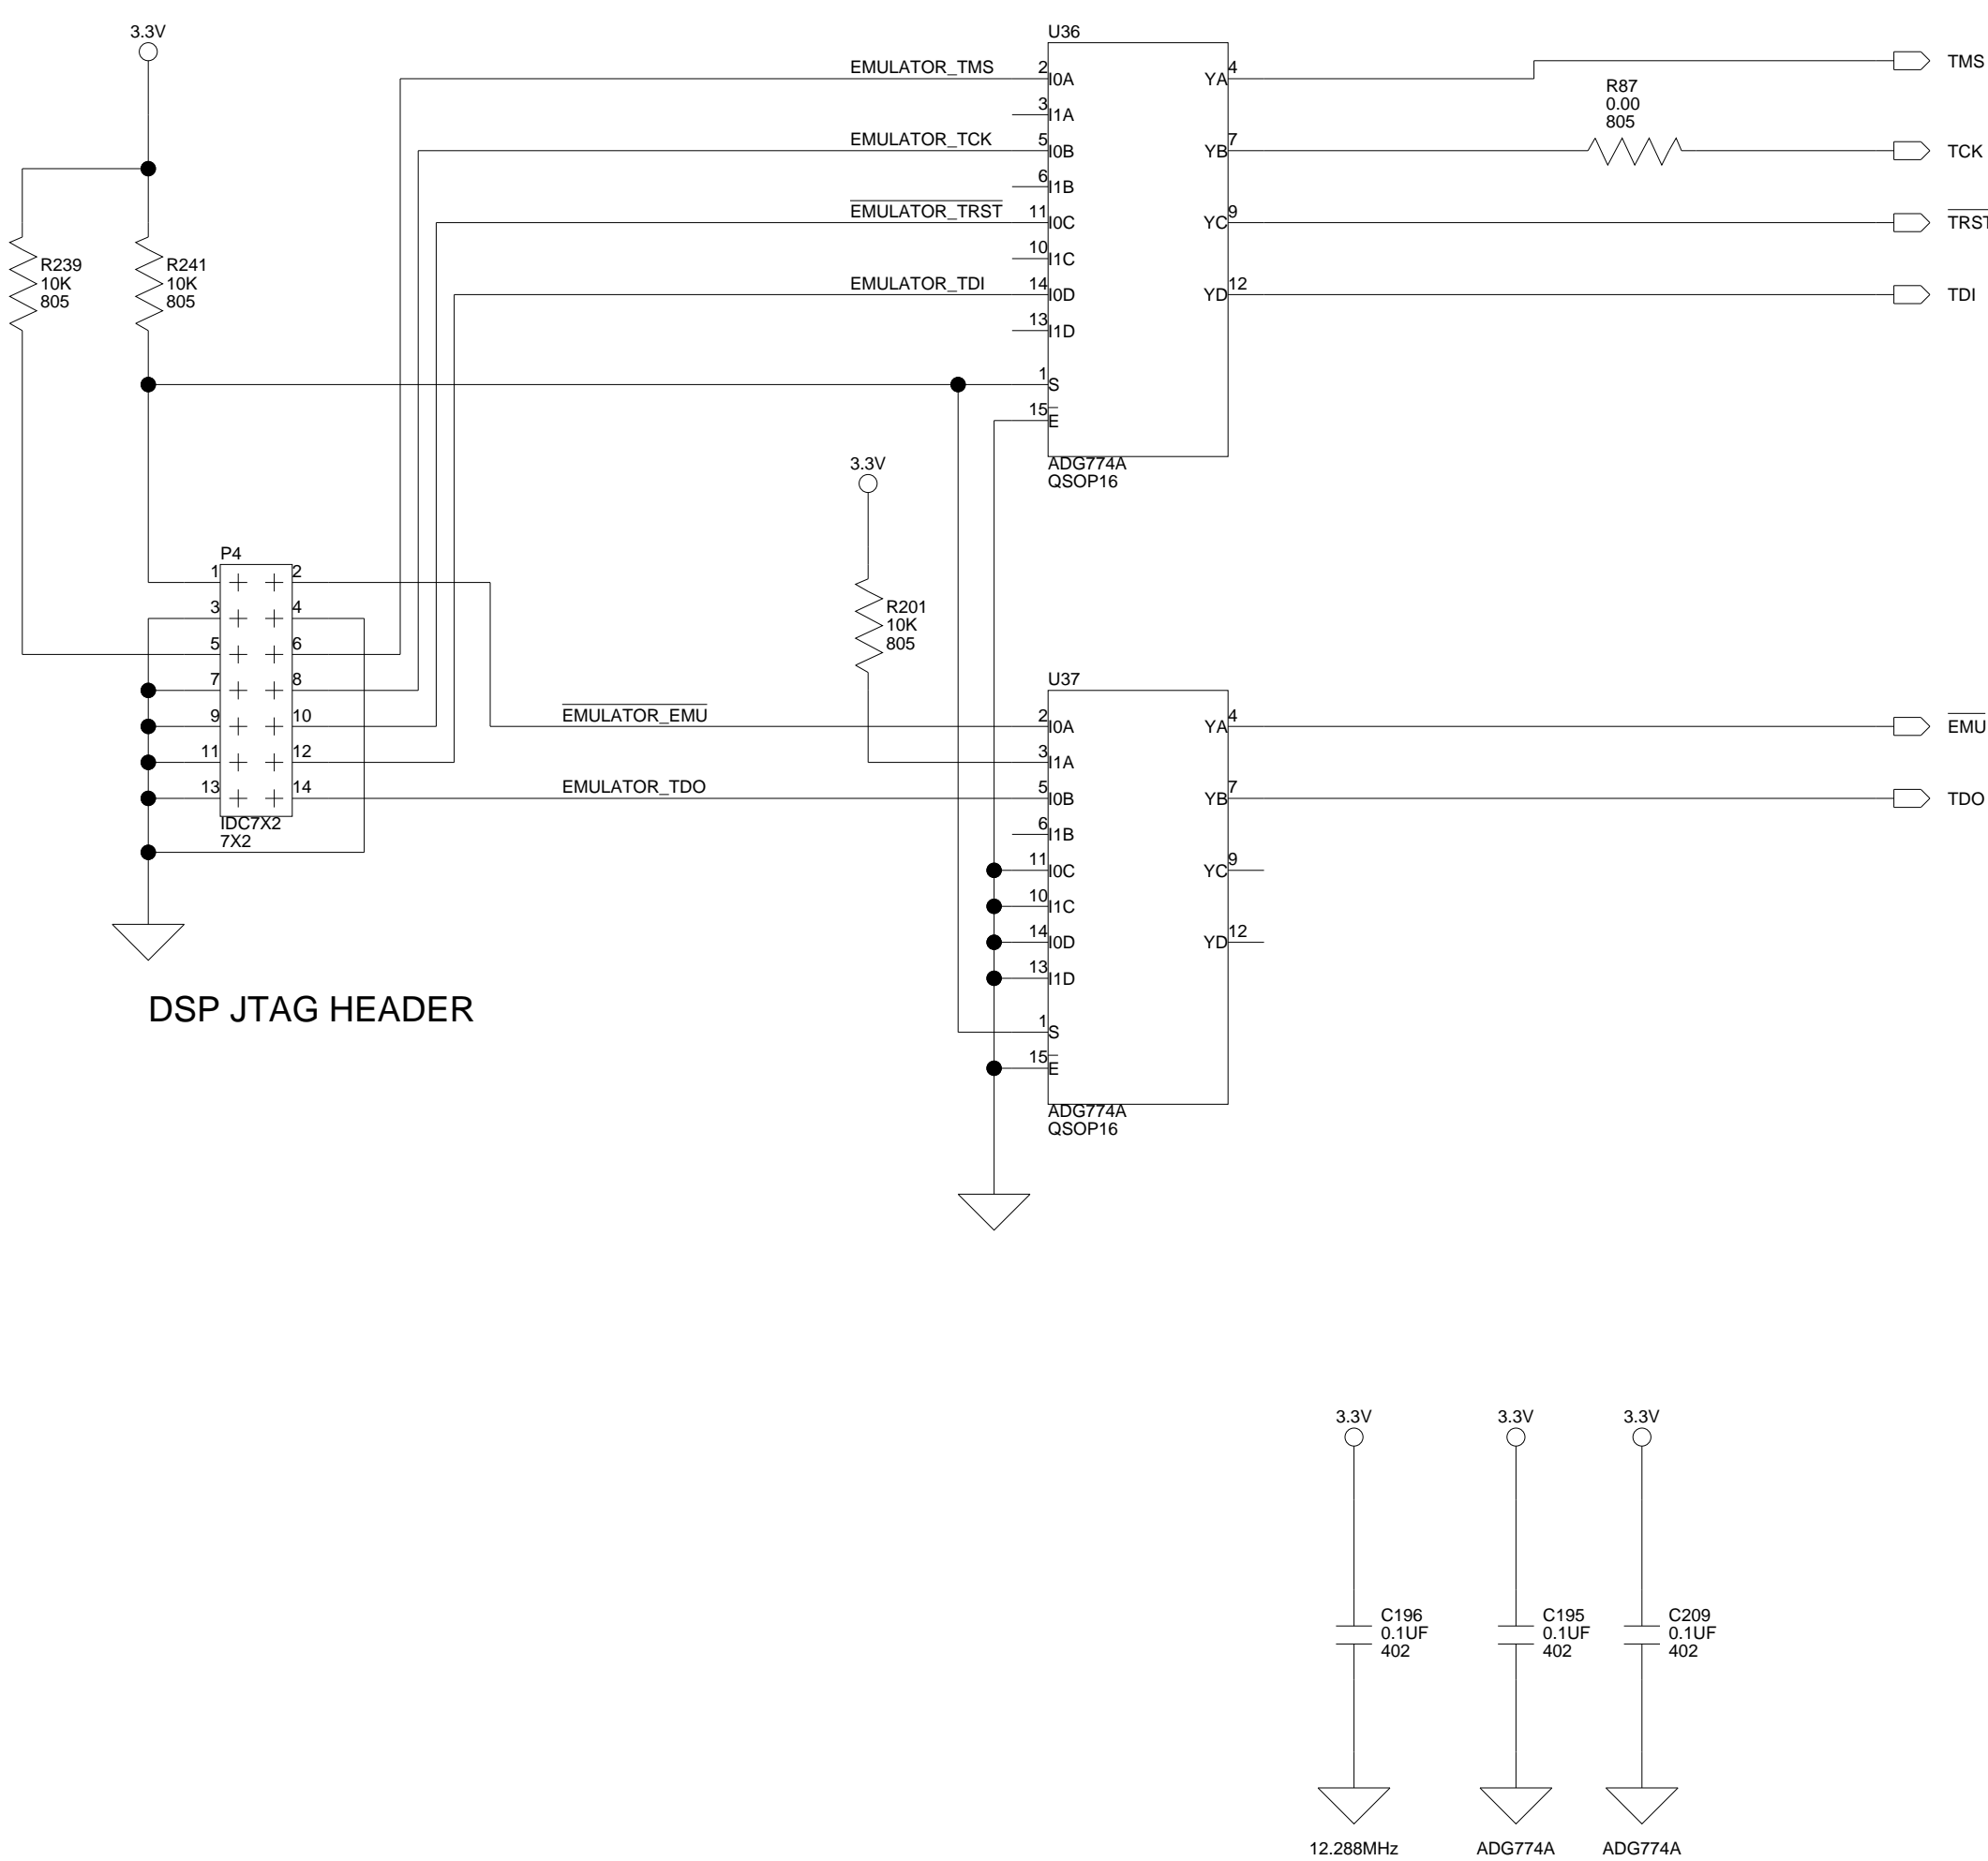 3.3V
R239
10K
805
R241
10K
805
EMULATOR_TMS
EMULATOR_TCK
EMULATOR_TRST
EMULATOR_TDI
U36
2 I0A YA 4
3 I1A
5 I0B YB 7
6 I1B
11 I0C YC 9
10 I1C
14 I0D YD 12
13 I1D
1 S
15 E
ADG774A
QSOP16
R87
0.00
805
TMS
TCK
TRST
TDI
3.3V
R201
10K
805
P4
1 2
3 4
5 6
7 8
9 10
11 12
13 14
IDC7X2
7X2
EMULATOR_EMU
EMULATOR_TDO
U37
2 I0A YA 4
3 I1A
5 I0B YB 7
6 I1B
11 I0C YC 9
10 I1C
14 I0D YD 12
13 I1D
1 S
15 E
ADG774A
QSOP16
EMU
TDO
DSP JTAG HEADER
3.3V
C196
0.1UF
402
12.288MHz
3.3V
C195
0.1UF
402
ADG774A
3.3V
C209
0.1UF
402
ADG774A